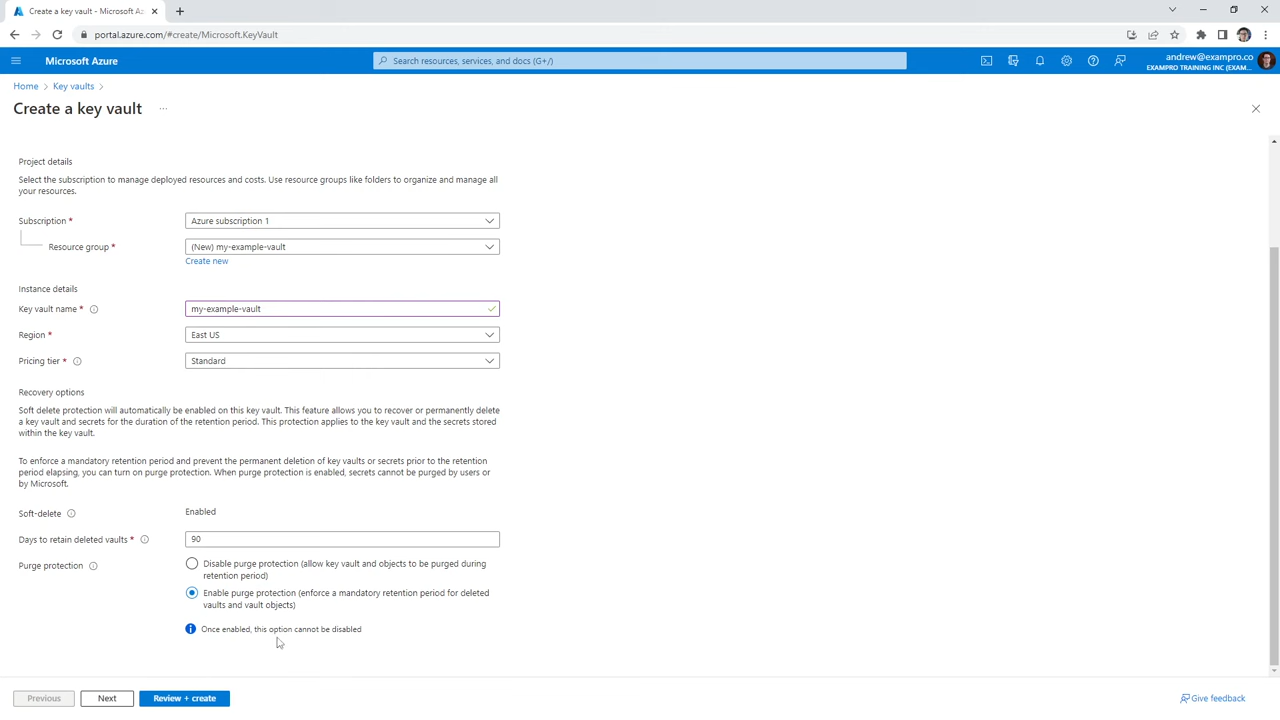 Create a key vault - Microsoft Az
portal.azure.com/#create/Microsoft.KeyVault
Microsoft Azure
Search resources, services, and docs (G+/)
andrew@exampro.co
EXAMPRO TRAINING INC (EXAM...
Home > Key vaults >
Create a key vault ...
Project details
Select the subscription to manage deployed resources and costs. Use resource groups like folders to organize and manage all
your resources.
Subscription *
Azure subscription 1
Resource group *
(New) my-example-vault
Create new
Instance details
Key vault name *
my-example-vault
Region *
East US
Pricing tier *
Standard
Recovery options
Soft delete protection will automatically be enabled on this key vault. This feature allows you to recover or permanently delete
a key vault and secrets for the duration of the retention period. This protection applies to the key vault and the secrets stored
within the key vault.
To enforce a mandatory retention period and prevent the permanent deletion of key vaults or secrets prior to the retention
period elapsing, you can turn on purge protection. When purge protection is enabled, secrets cannot be purged by users or
by Microsoft.
Soft-delete
Enabled
Days to retain deleted vaults *
90
Purge protection
Disable purge protection (allow key vault and objects to be purged during
retention period)
Enable purge protection (enforce a mandatory retention period for deleted
vaults and vault objects)
Once enabled, this option cannot be disabled
Previous
Next
Review + create
Give feedback